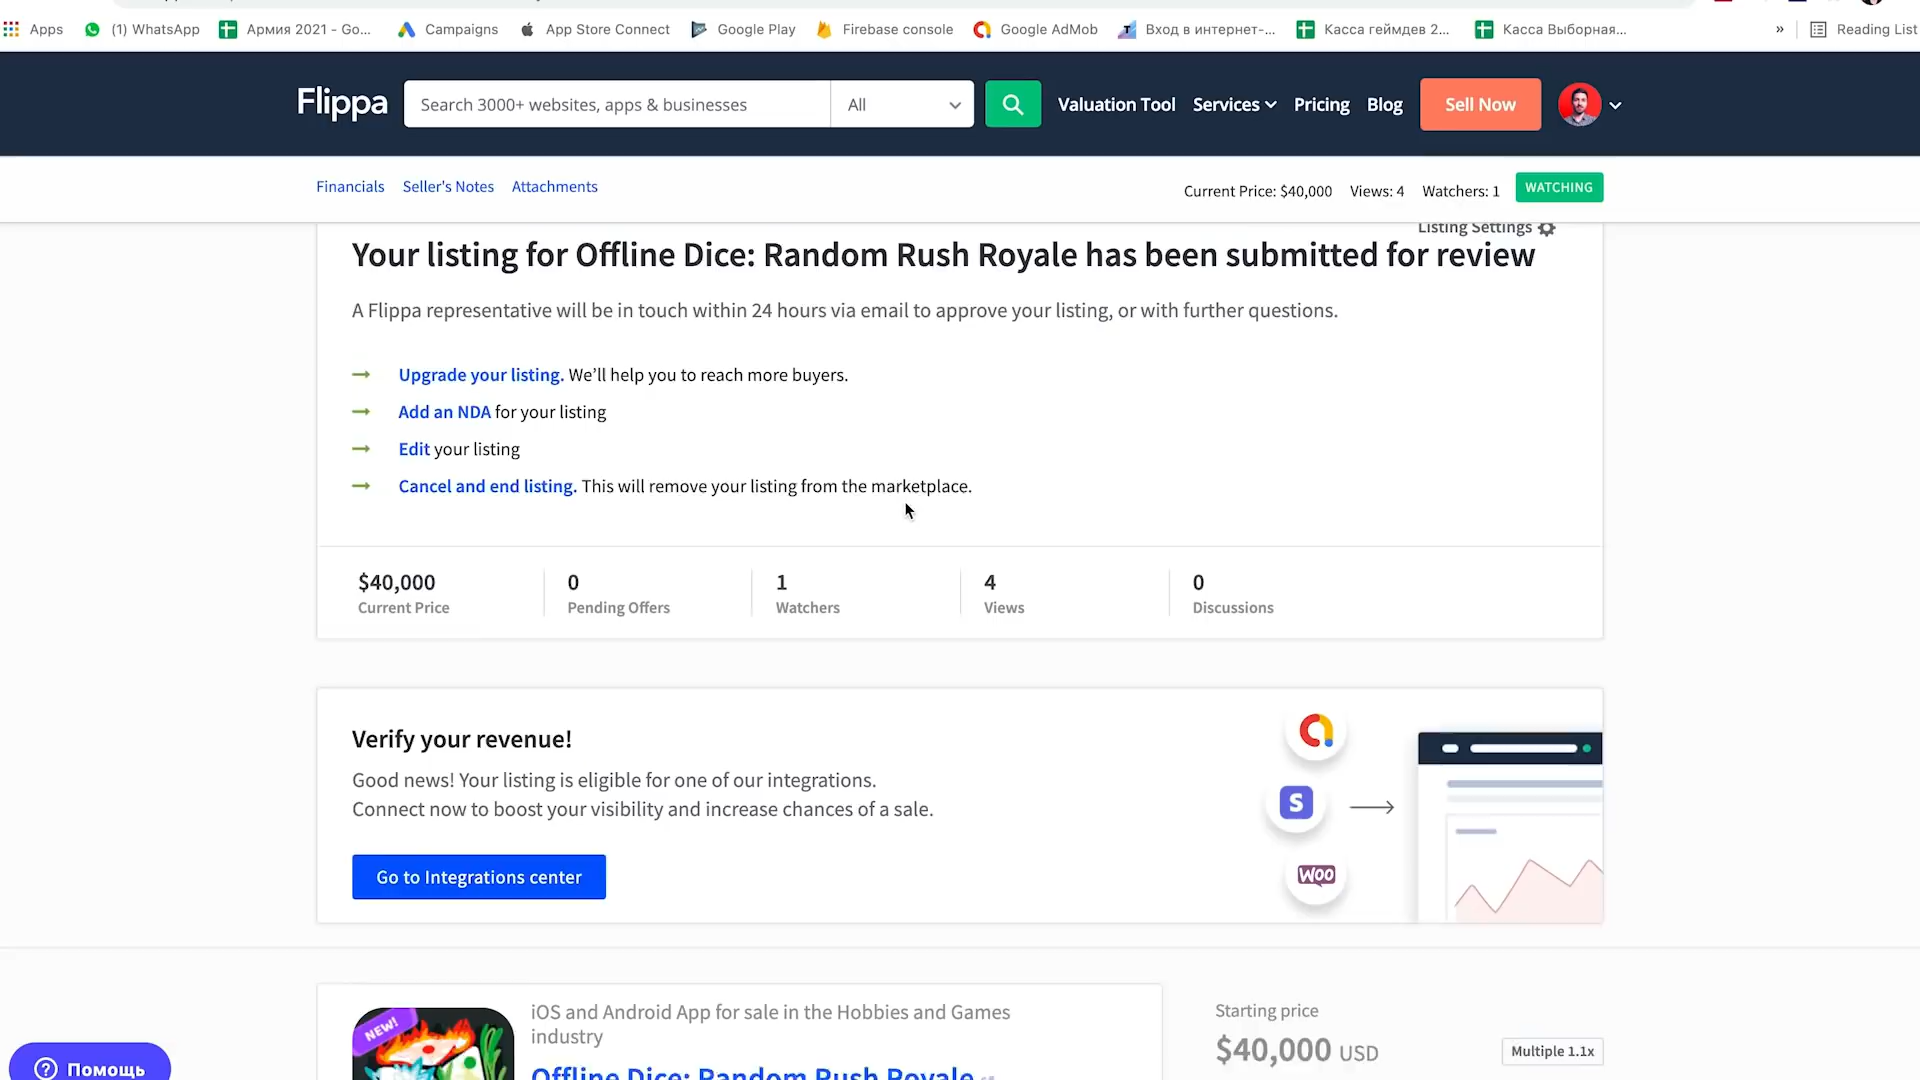 Apps (1) WhatsApp Армия 2021 - Go... Campaigns App Store Connect Google Play Firebase console Google AdMob Вход в интернет-... Касса геймдев 2... Касса Выборная... » Reading List
Flippa Search 3000+ websites, apps & businesses All Valuation Tool Services Pricing Blog Sell Now
Financials Seller's Notes Attachments Current Price: $40,000 Views: 4 Watchers: 1 WATCHING
Listing Settings
Your listing for Offline Dice: Random Rush Royale has been submitted for review
A Flippa representative will be in touch within 24 hours via email to approve your listing, or with further questions.
Upgrade your listing. We’ll help you to reach more buyers.
Add an NDA for your listing
Edit your listing
Cancel and end listing. This will remove your listing from the marketplace.
$40,000 0 1 4 0
Current Price Pending Offers Watchers Views Discussions
Verify your revenue!
Good news! Your listing is eligible for one of our integrations.
Connect now to boost your visibility and increase chances of a sale.
S
WOO
Go to Integrations center
iOS and Android App for sale in the Hobbies and Games
industry
Starting price
NEW!
$40,000 USD Multiple 1.1x
Помощь
Offline Dice: Random Rush Royale